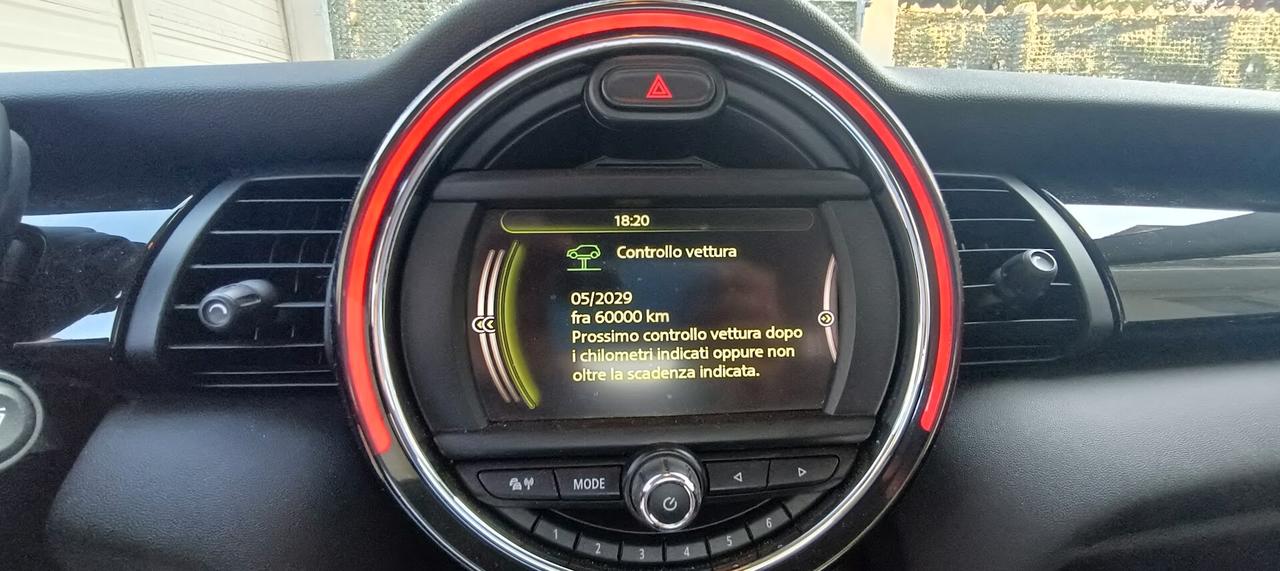 18:20
Controllo vettura
05/2029
fra 60000 km
Prossimo controllo vettura dopo
i chilometri indicati oppure non
oltre la scadenza indicata.
MODE
1 2 3 4 5 6